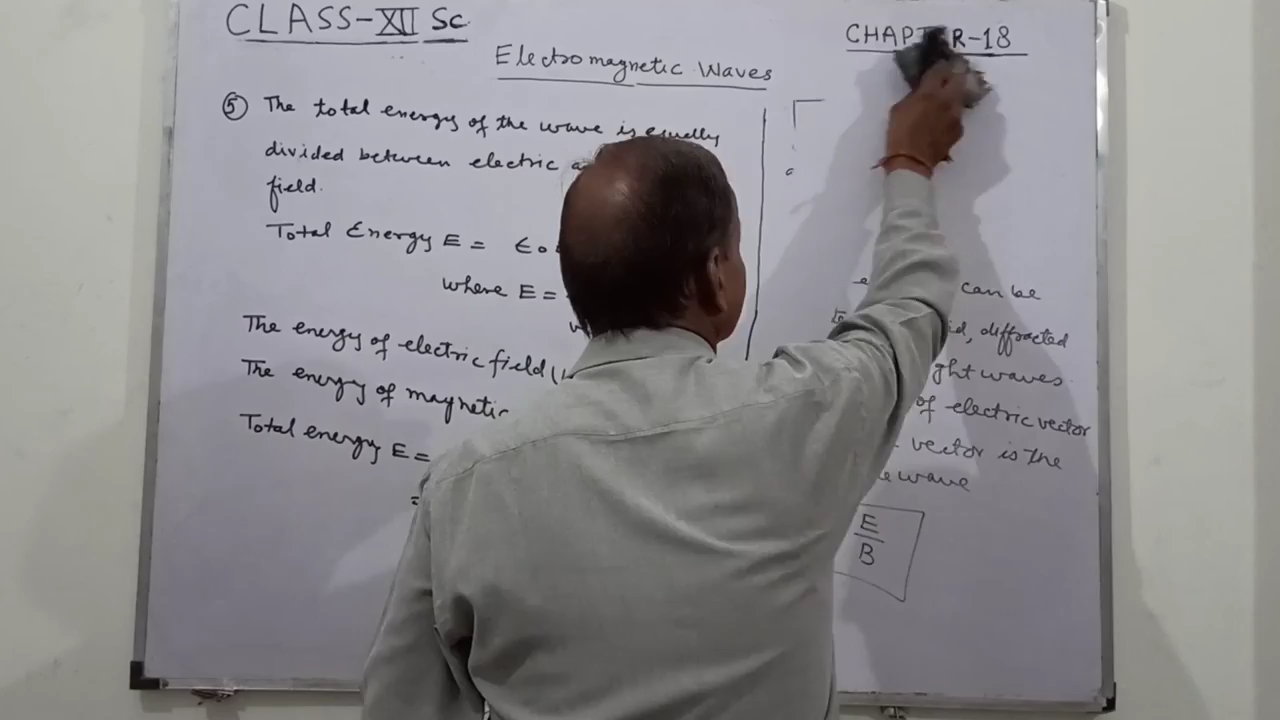 CLASS-XII Sc.
CHAPTER-18
Electromagnetic Waves
⑤ The total energy of the wave is equally
divided between electric
field.
Total Energy E = ϵ₀
where E =
The energy of electric field (
The energy of magnetic
Total energy E =
=
can be
diffracted
waves
of electric vector
vector is the
wave
E
B